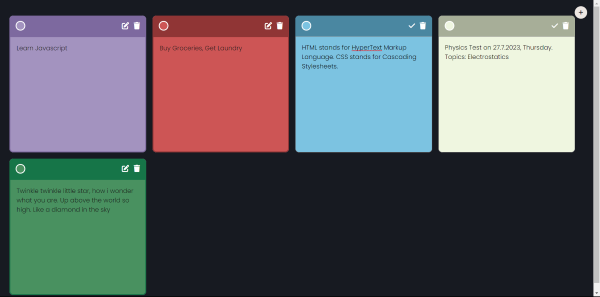 Learn Javascript
Buy Groceries, Get Laundry
HTML stands for HyperText Markup
Language. CSS stands for Cascading
Stylesheets.
Physics Test on 27.7.2023, Thursday.
Topics: Electrostatics
Twinkle twinkle little star, how I wonder
what you are. Up above the world so
high. Like a diamond in the sky